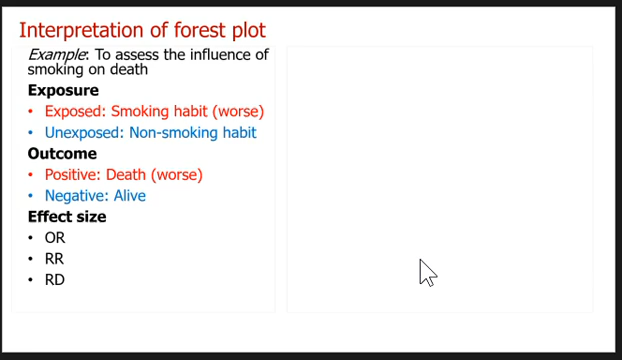 Interpretation of forest plot
Example: To assess the influence of
smoking on death
Exposure
• Exposed: Smoking habit (worse)
• Unexposed: Non-smoking habit
Outcome
• Positive: Death (worse)
• Negative: Alive
Effect size
• OR
• RR
• RD